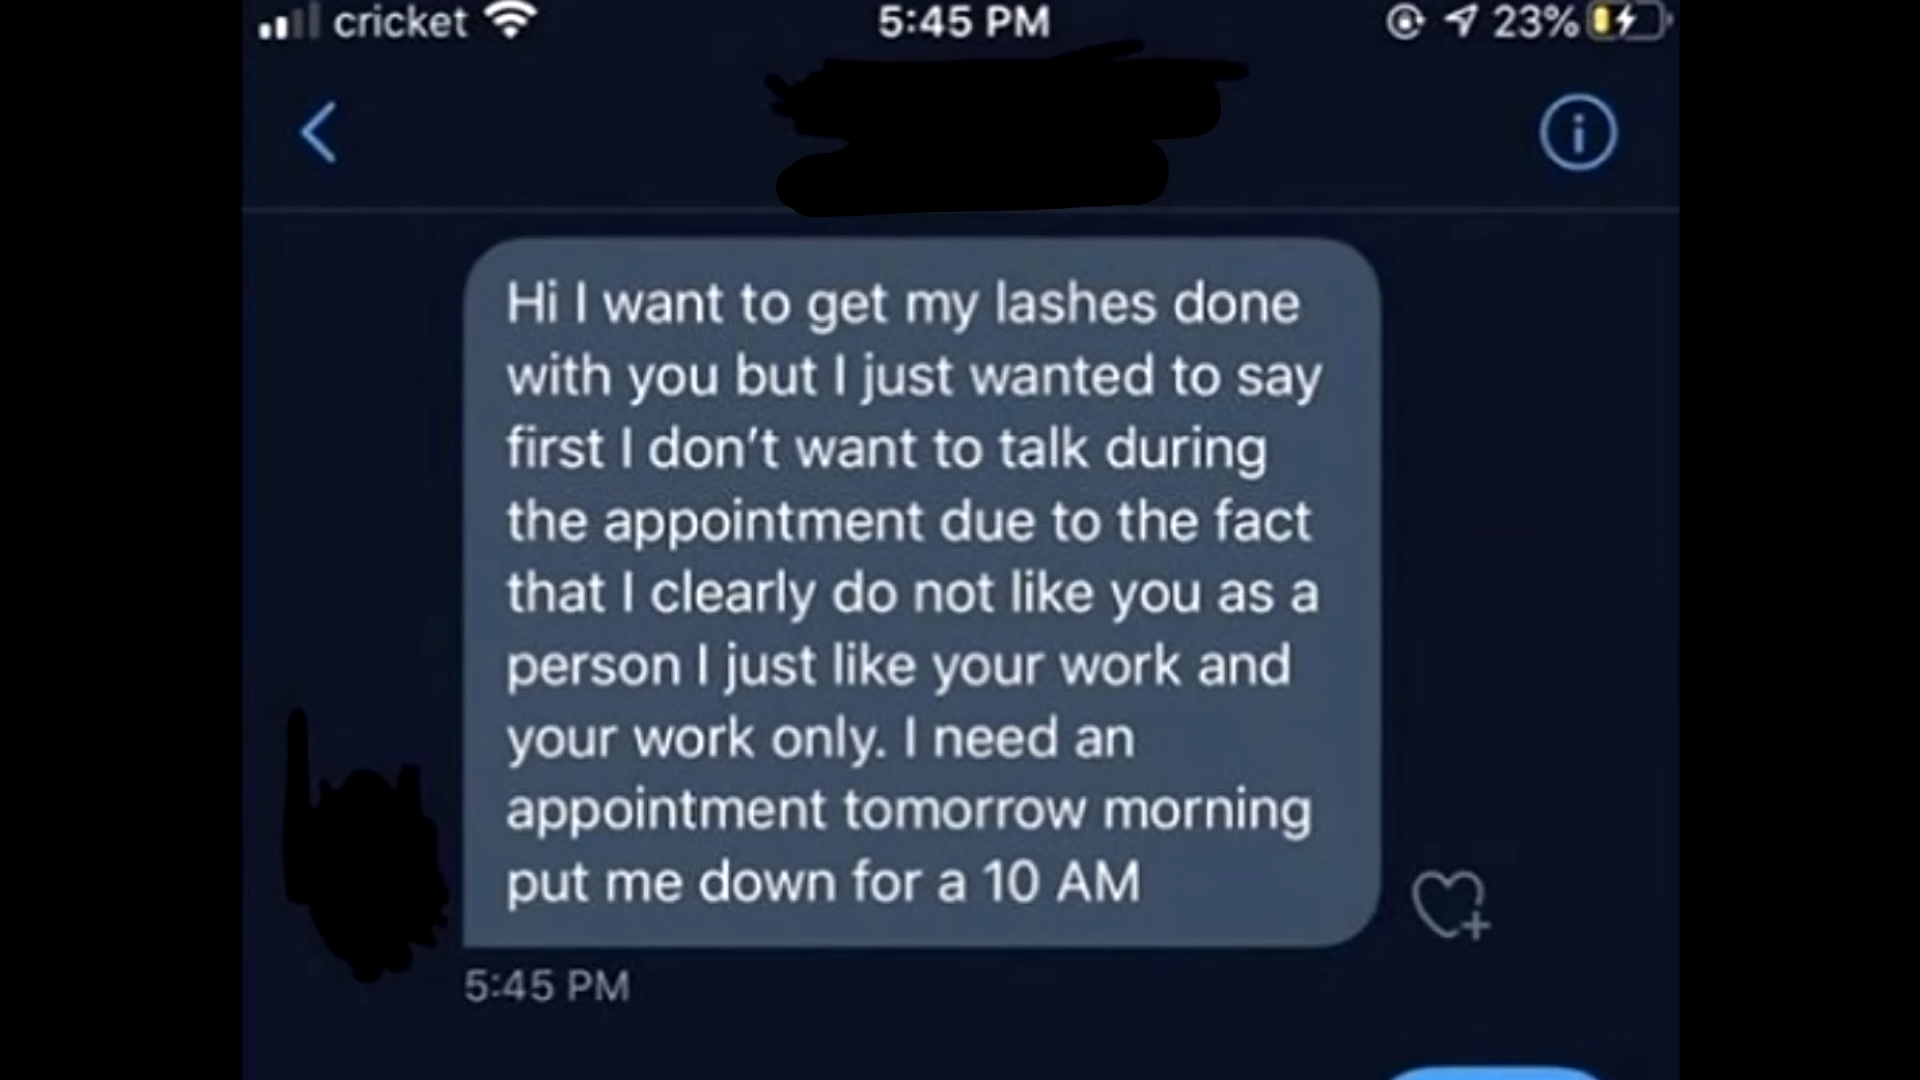 cricket 5:45 PM 23%
Hi I want to get my lashes done
with you but I just wanted to say
first I don't want to talk during
the appointment due to the fact
that I clearly do not like you as a
person I just like your work and
your work only. I need an
appointment tomorrow morning
put me down for a 10 AM
5:45 PM